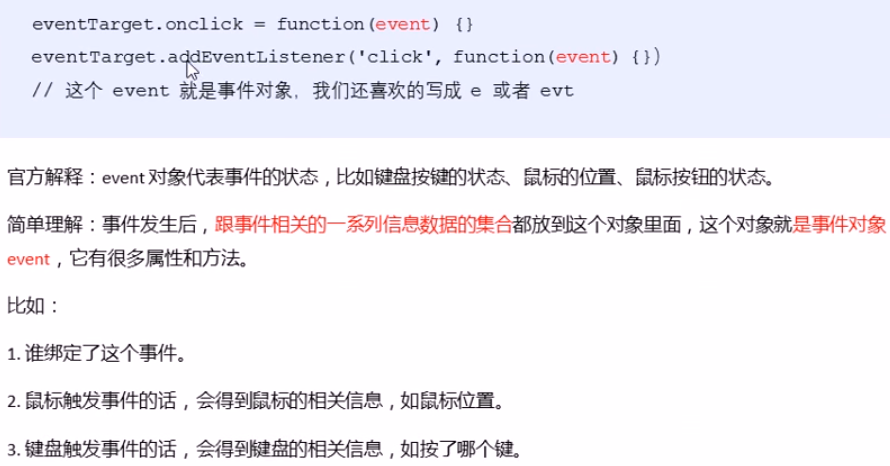 eventTarget.onclick = function(event) {}
eventTarget.addEventListener('click', function(event) {})
// 这个 event 就是事件对象，我们还喜欢的写成 e 或者 evt
官方解释：event 对象代表事件的状态，比如键盘按键的状态、鼠标的位置、鼠标按钮的状态。
简单理解：事件发生后，跟事件相关的一系列信息数据的集合都放到这个对象里面，这个对象就是事件对象
event，它有很多属性和方法。
比如：
1. 谁绑定了这个事件。
2. 鼠标触发事件的话，会得到鼠标的相关信息，如鼠标位置。
3. 键盘触发事件的话，会得到键盘的相关信息，如按了哪个键。